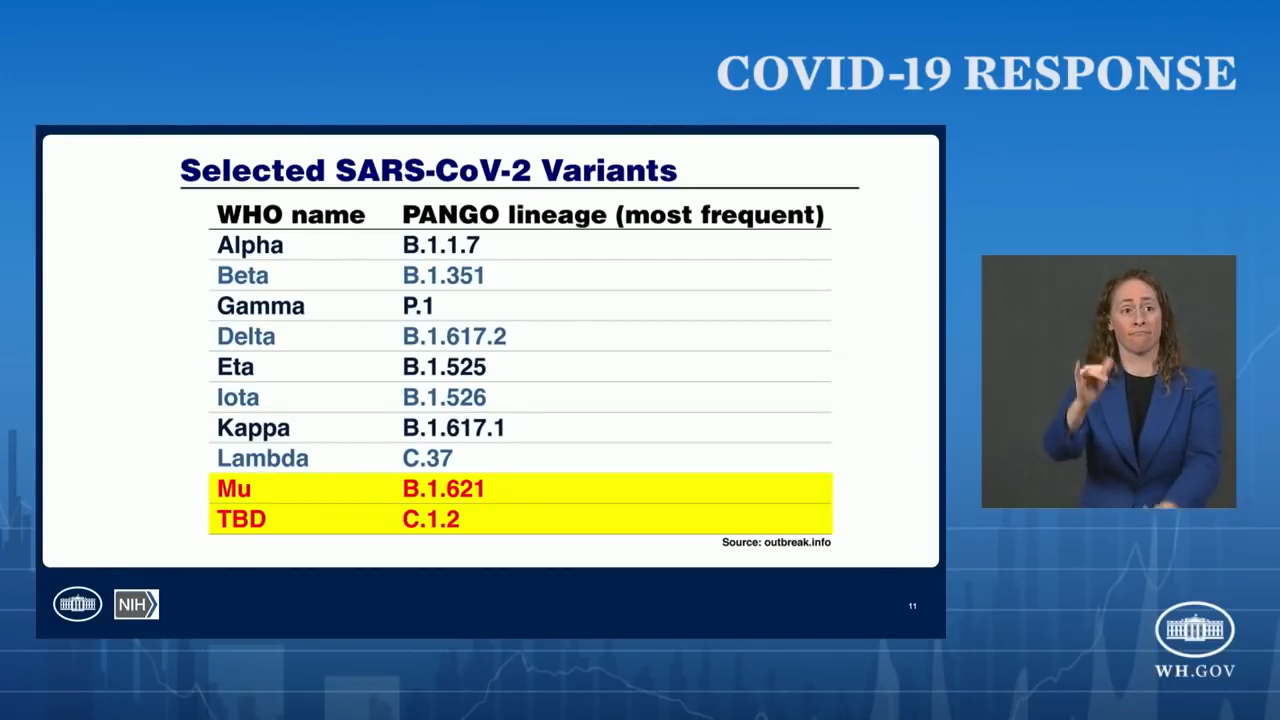 COVID-19 RESPONSE
Selected SARS-CoV-2 Variants
WHO name PANGO lineage (most frequent)
Alpha B.1.1.7
Beta B.1.351
Gamma P.1
Delta B.1.617.2
Eta B.1.525
Iota B.1.526
Kappa B.1.617.1
Lambda C.37
Mu B.1.621
TBD C.1.2
Source: outbreak.info
NIH
11
WH.GOV